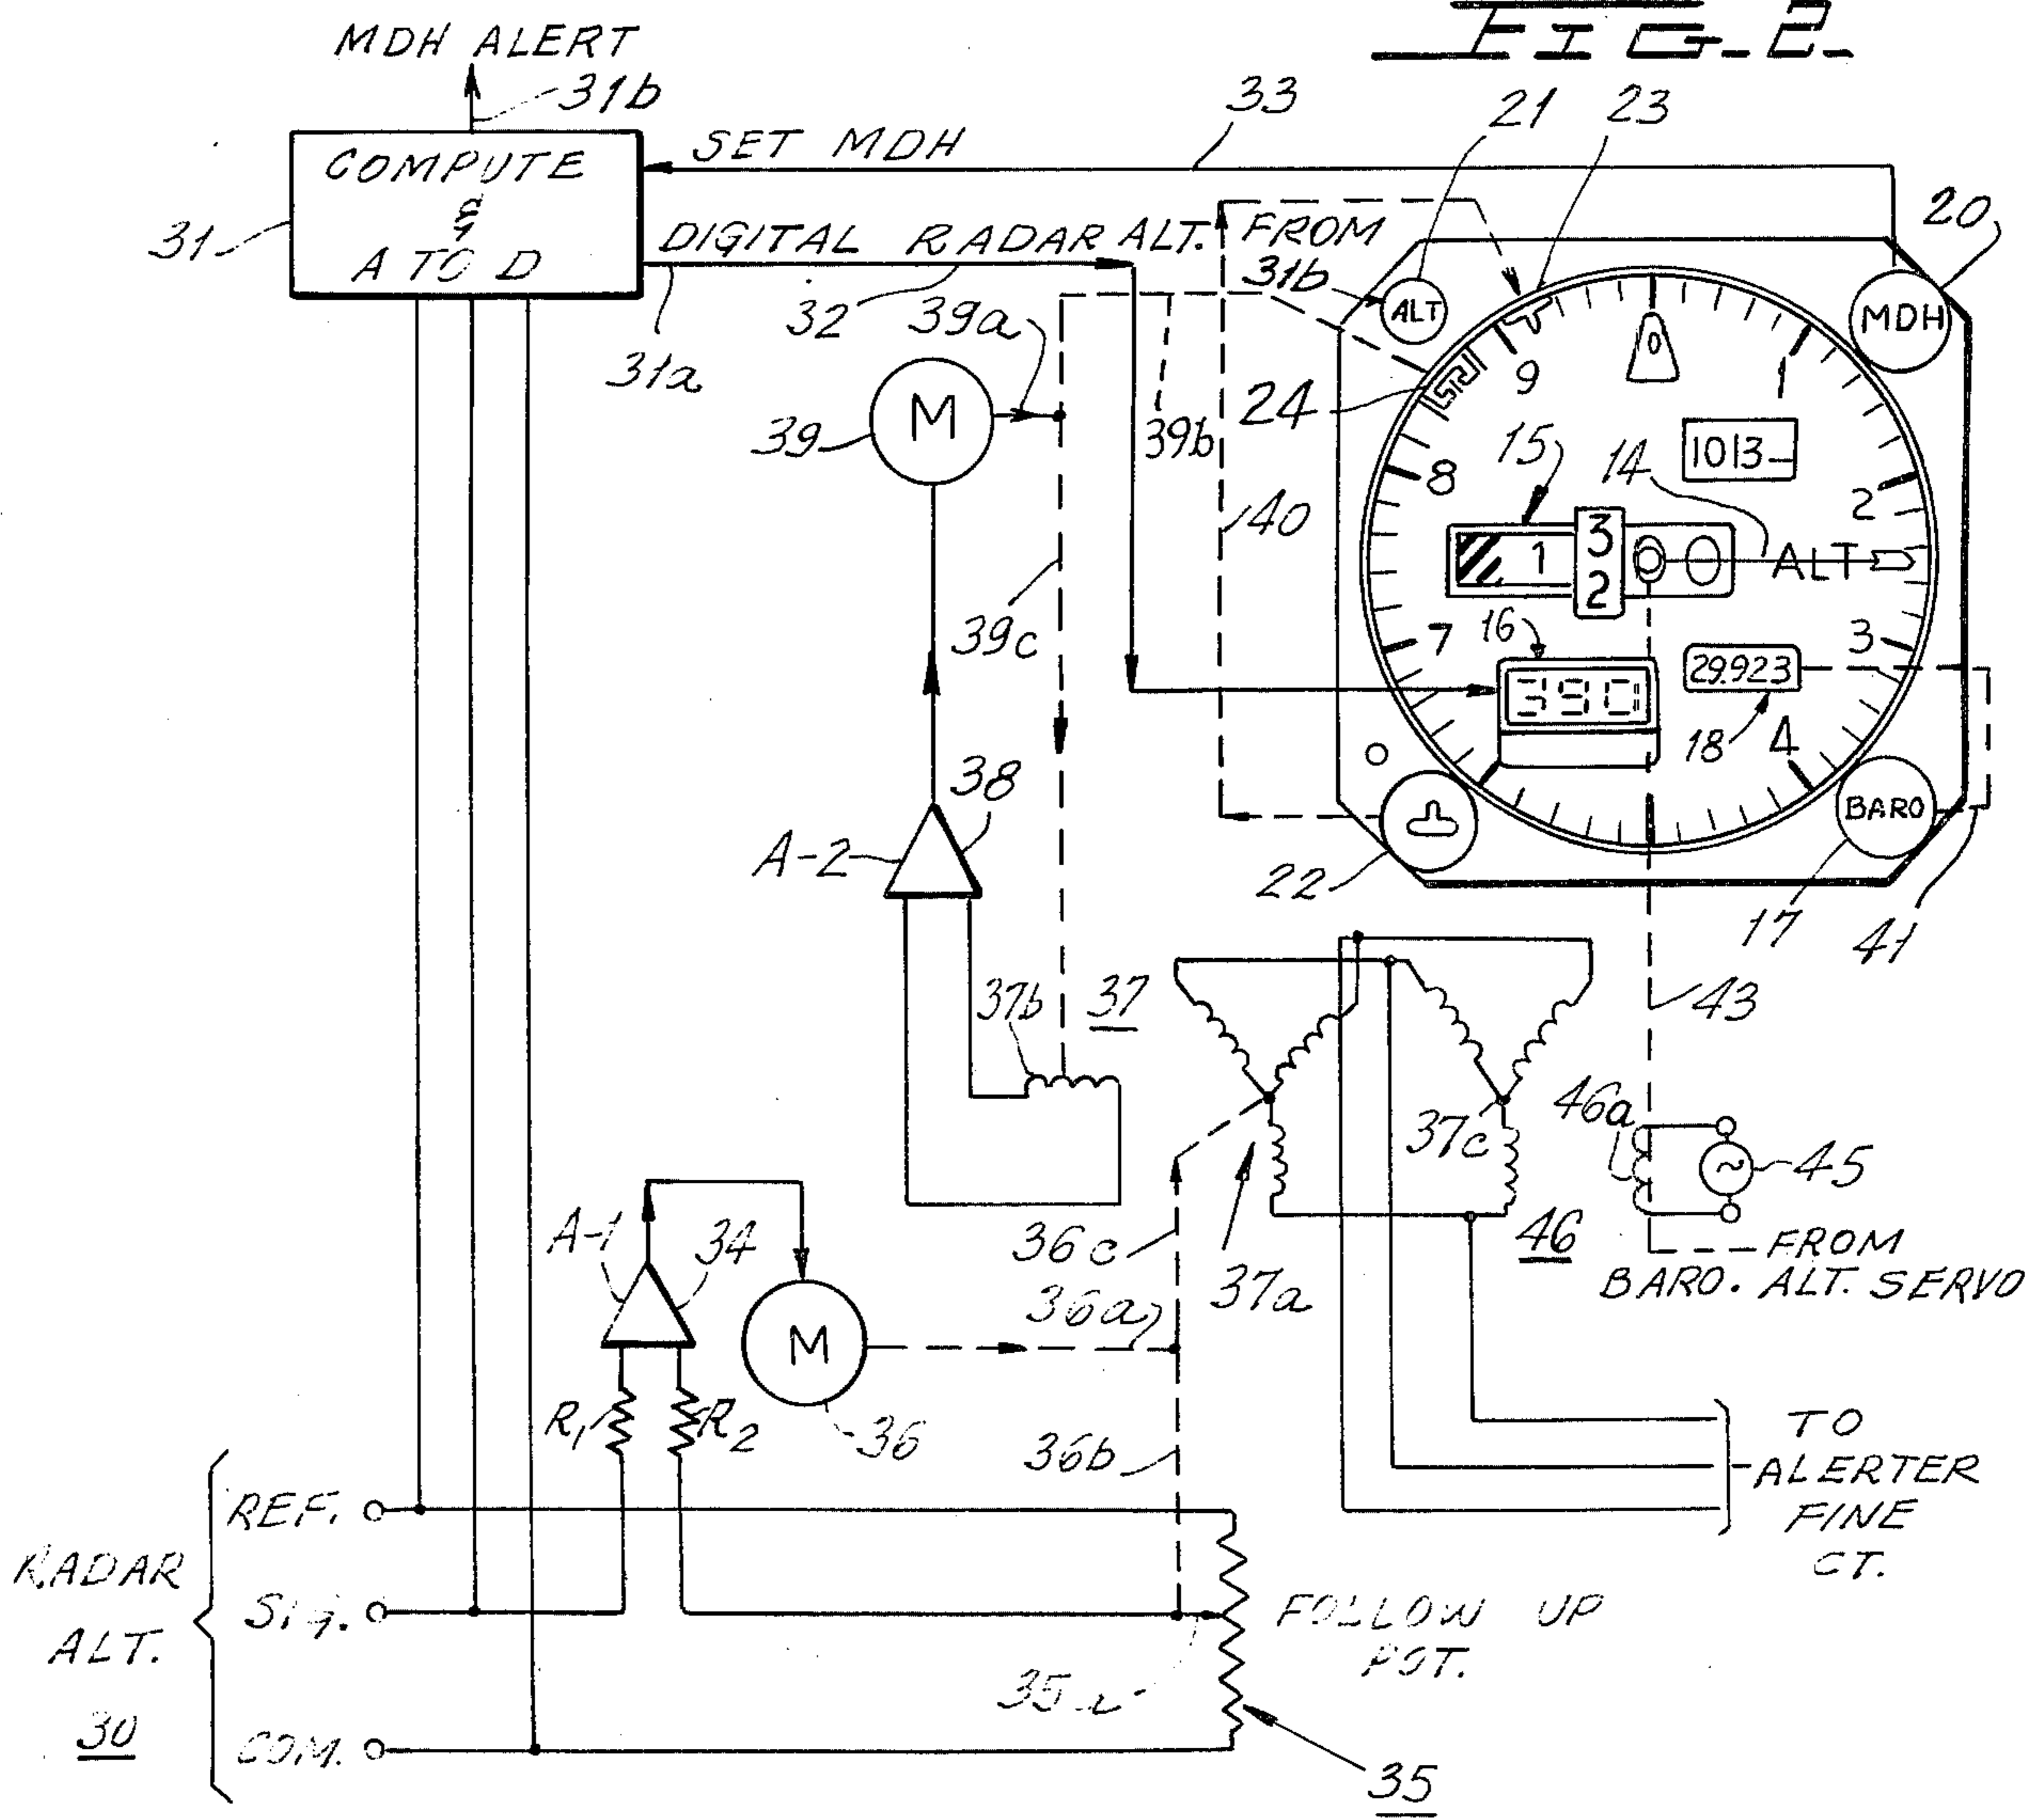 FIG-2-
MDH ALERT
31b
33
21
23
20
SET MDH
COMPUTE
&
A TO D
31
DIGITAL RADAR ALT.
FROM
31b
31a
32
39a
ALT
MDH
0
1
9
24
39
M
39b
40
8
15
14
1013
2
1
3
2
0
ALT
39c
7
16
3
390
29.923
18
4
38
A-2
22
BARO
17
41
37b
37
43
37c
46a
45
A-1
34
36c
37a
46
FROM
BARO. ALT. SERVO
36a
M
R1
R2
36
36b
TO
ALERTER
FINE
CT.
RADAR
ALT.
30
REF.
SIG.
COM.
FOLLOW UP
POT.
35a
35